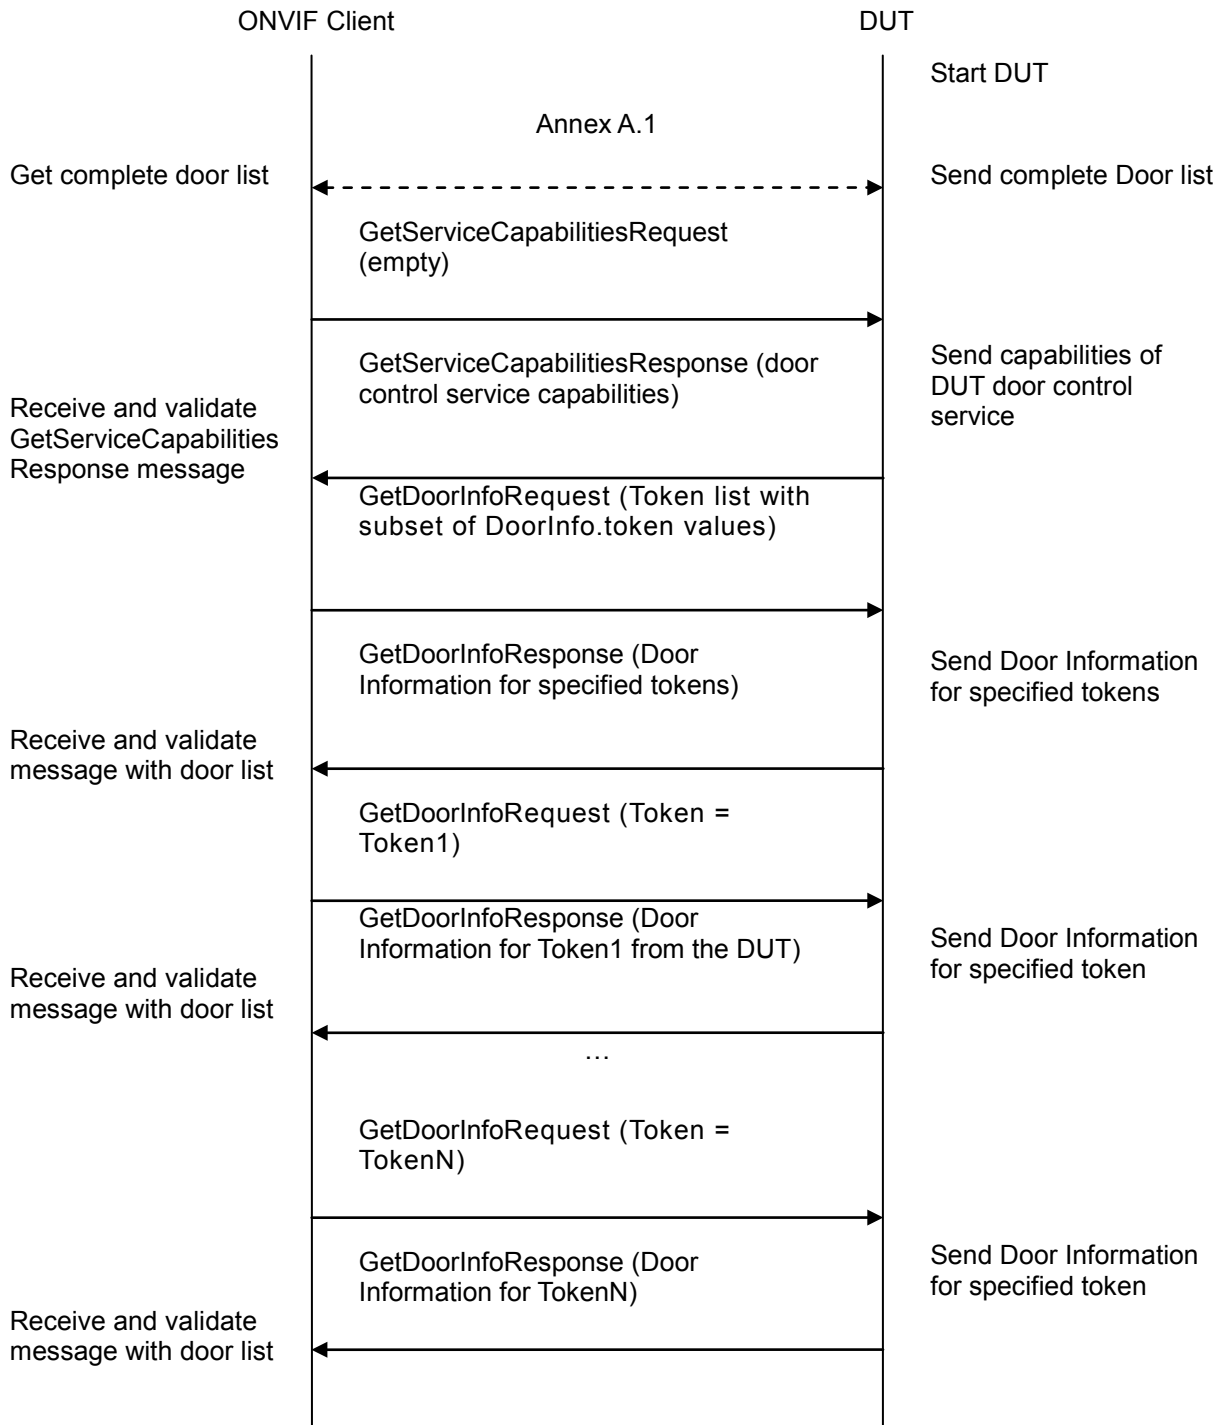 ONVIF Client
DUT
Start DUT
Annex A.1
Get complete door list
Send complete Door list
GetServiceCapabilitiesRequest
(empty)
GetServiceCapabilitiesResponse (door
control service capabilities)
Send capabilities of
DUT door control
service
Receive and validate
GetServiceCapabilities
Response message
GetDoorInfoRequest (Token list with
subset of DoorInfo.token values)
GetDoorInfoResponse (Door
Information for specified tokens)
Send Door Information
for specified tokens
Receive and validate
message with door list
GetDoorInfoRequest (Token =
Token1)
GetDoorInfoResponse (Door
Information for Token1 from the DUT)
Send Door Information
for specified token
Receive and validate
message with door list
…
GetDoorInfoRequest (Token =
TokenN)
GetDoorInfoResponse (Door
Information for TokenN)
Send Door Information
for specified token
Receive and validate
message with door list